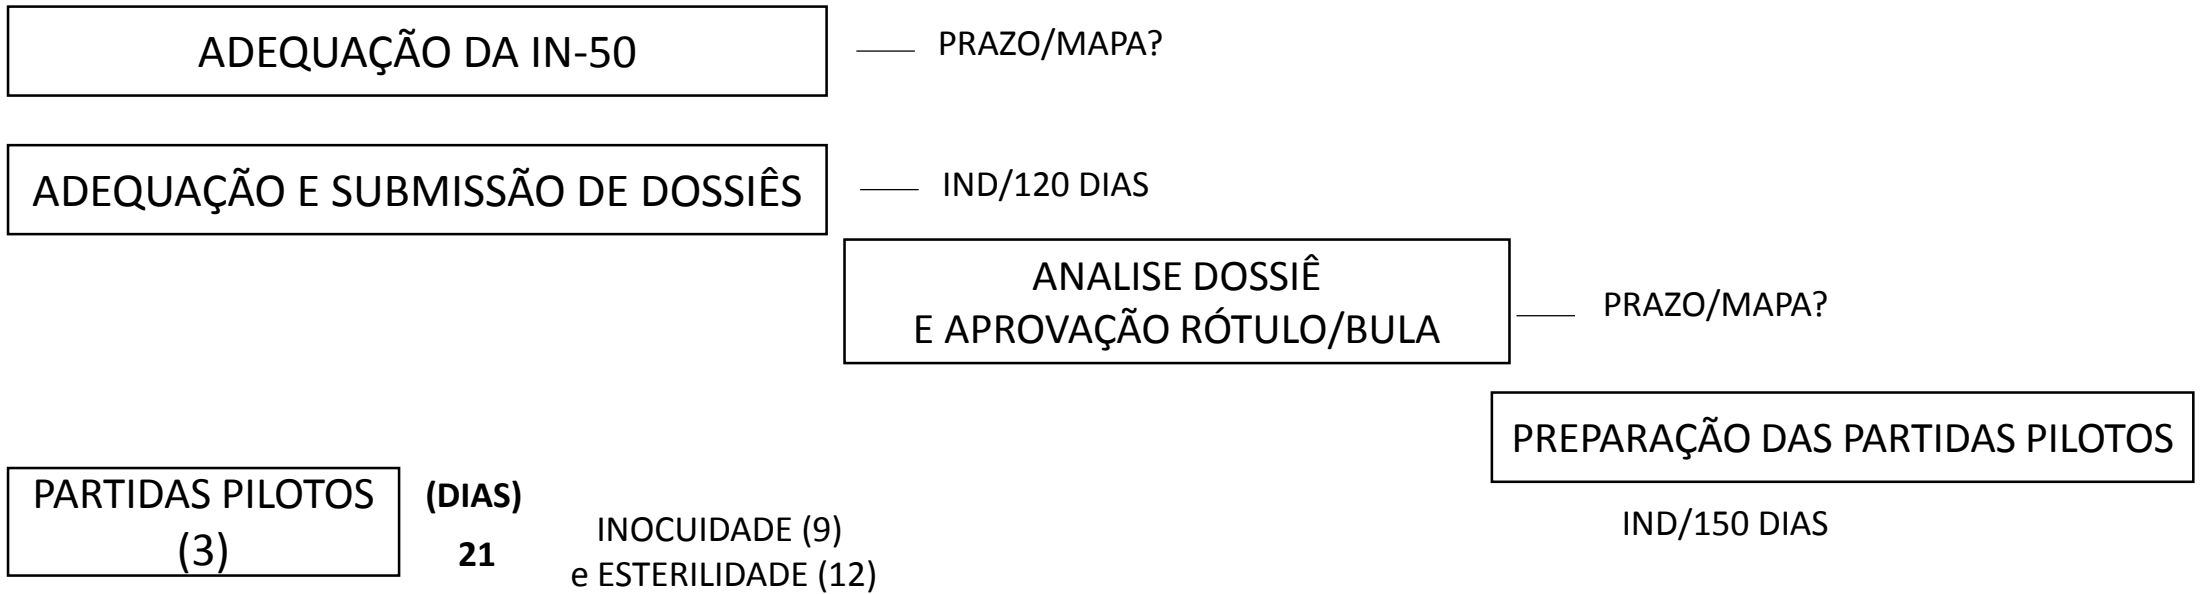 ADEQUAÇÃO DA IN-50
PRAZO/MAPA?
ADEQUAÇÃO E SUBMISSÃO DE DOSSIÊS
IND/120 DIAS
ANALISE DOSSIÊ
E APROVAÇÃO RÓTULO/BULA
PRAZO/MAPA?
PREPARAÇÃO DAS PARTIDAS PILOTOS
IND/150 DIAS
PARTIDAS PILOTOS
(3)
(DIAS)
21
INOCUIDADE (9)
e ESTERILIDADE (12)